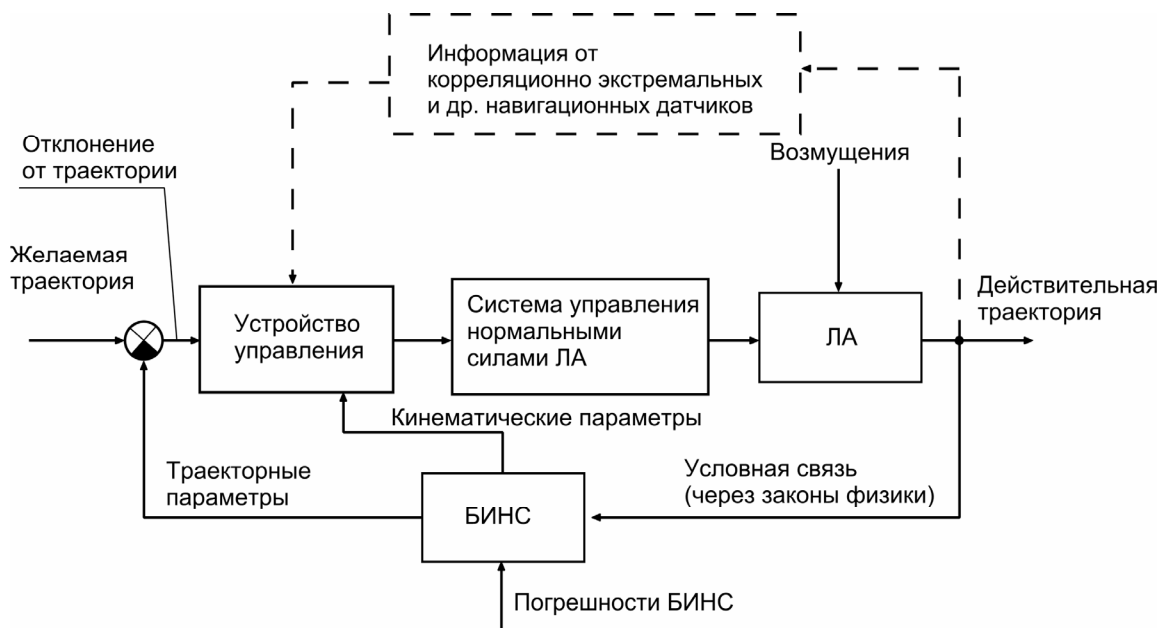 Информация от
корреляционно экстремальных
и др. навигационных датчиков
Отклонение
от траектории
Возмущения
Желаемая
траектория
Устройство
управления
Система управления
нормальными
силами ЛА
ЛА
Действительная
траектория
Кинематические параметры
Траекторные
параметры
БИНС
Условная связь
(через законы физики)
Погрешности БИНС